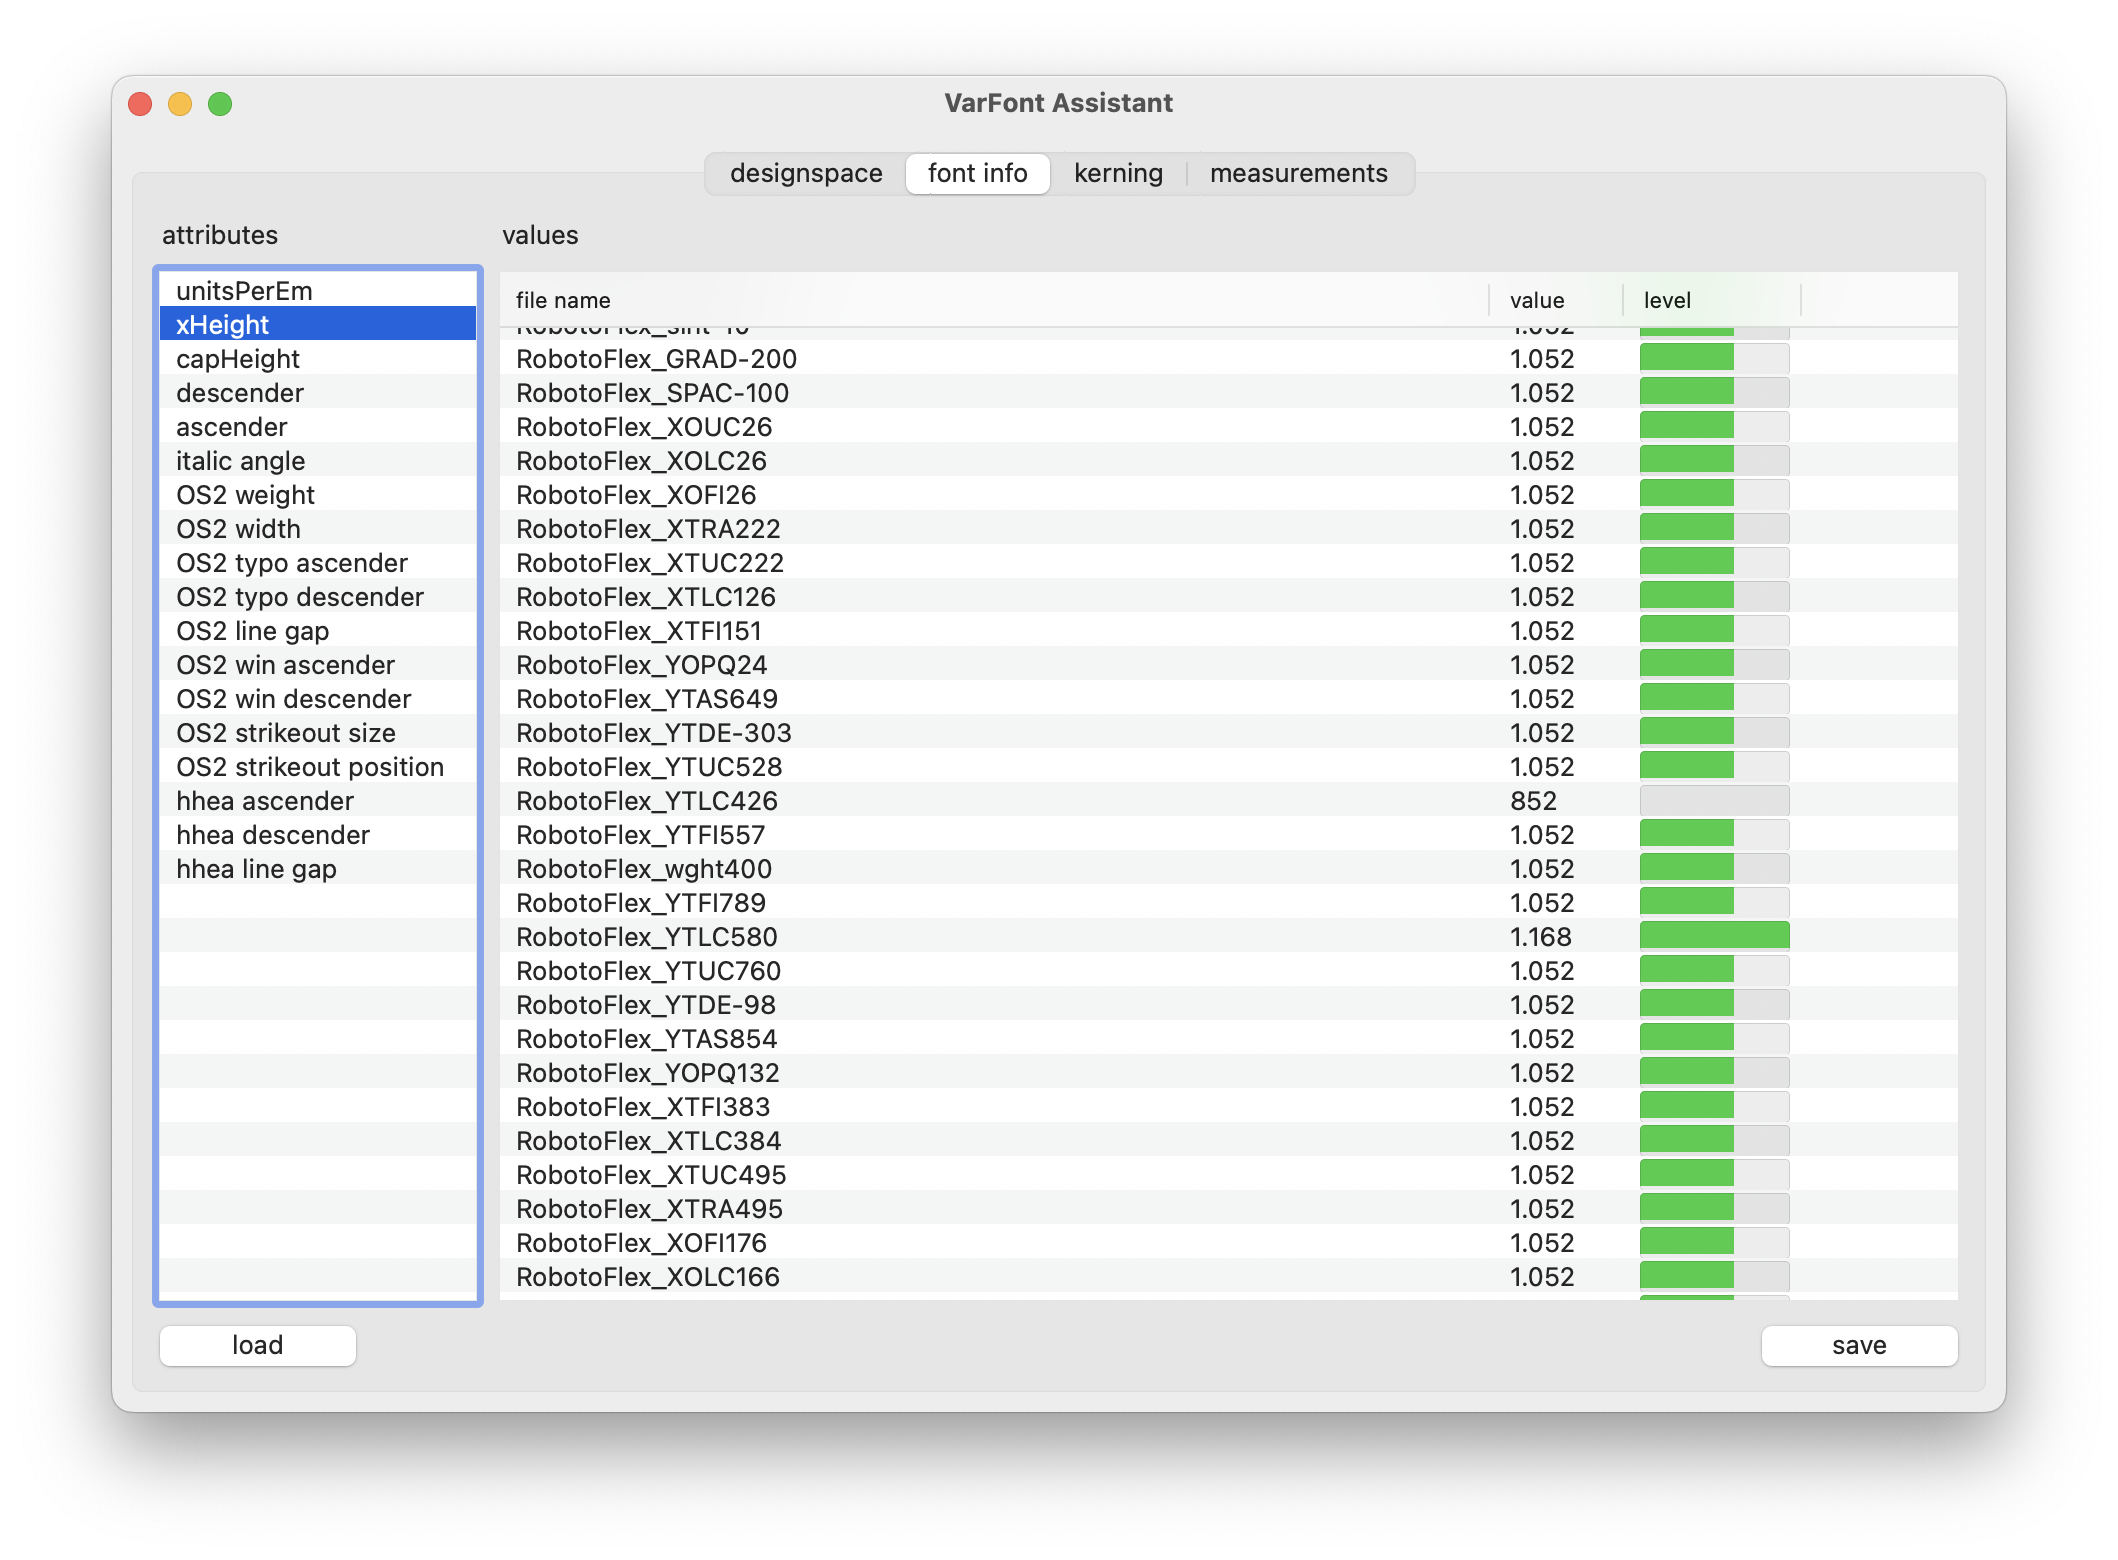 VarFont Assistant
designspace font info kerning measurements
attributes values
file name value level
unitsPerEm
xHeight
capHeight
descender
ascender
italic angle
OS2 weight
OS2 width
OS2 typo ascender
OS2 typo descender
OS2 line gap
OS2 win ascender
OS2 win descender
OS2 strikeout size
OS2 strikeout position
hhea ascender
hhea descender
hhea line gap
RobotoFlex_GRAD-200 1.052
RobotoFlex_SPAC-100 1.052
RobotoFlex_XOUC26 1.052
RobotoFlex_XOLC26 1.052
RobotoFlex_XOFI26 1.052
RobotoFlex_XTRA222 1.052
RobotoFlex_XTUC222 1.052
RobotoFlex_XTLC126 1.052
RobotoFlex_XTFI151 1.052
RobotoFlex_YOPQ24 1.052
RobotoFlex_YTAS649 1.052
RobotoFlex_YTDE-303 1.052
RobotoFlex_YTUC528 1.052
RobotoFlex_YTLC426 852
RobotoFlex_YTFI557 1.052
RobotoFlex_wght400 1.052
RobotoFlex_YTFI789 1.052
RobotoFlex_YTLC580 1.168
RobotoFlex_YTUC760 1.052
RobotoFlex_YTDE-98 1.052
RobotoFlex_YTAS854 1.052
RobotoFlex_YOPQ132 1.052
RobotoFlex_XTFI383 1.052
RobotoFlex_XTLC384 1.052
RobotoFlex_XTUC495 1.052
RobotoFlex_XTRA495 1.052
RobotoFlex_XOFI176 1.052
RobotoFlex_XOLC166 1.052
load save